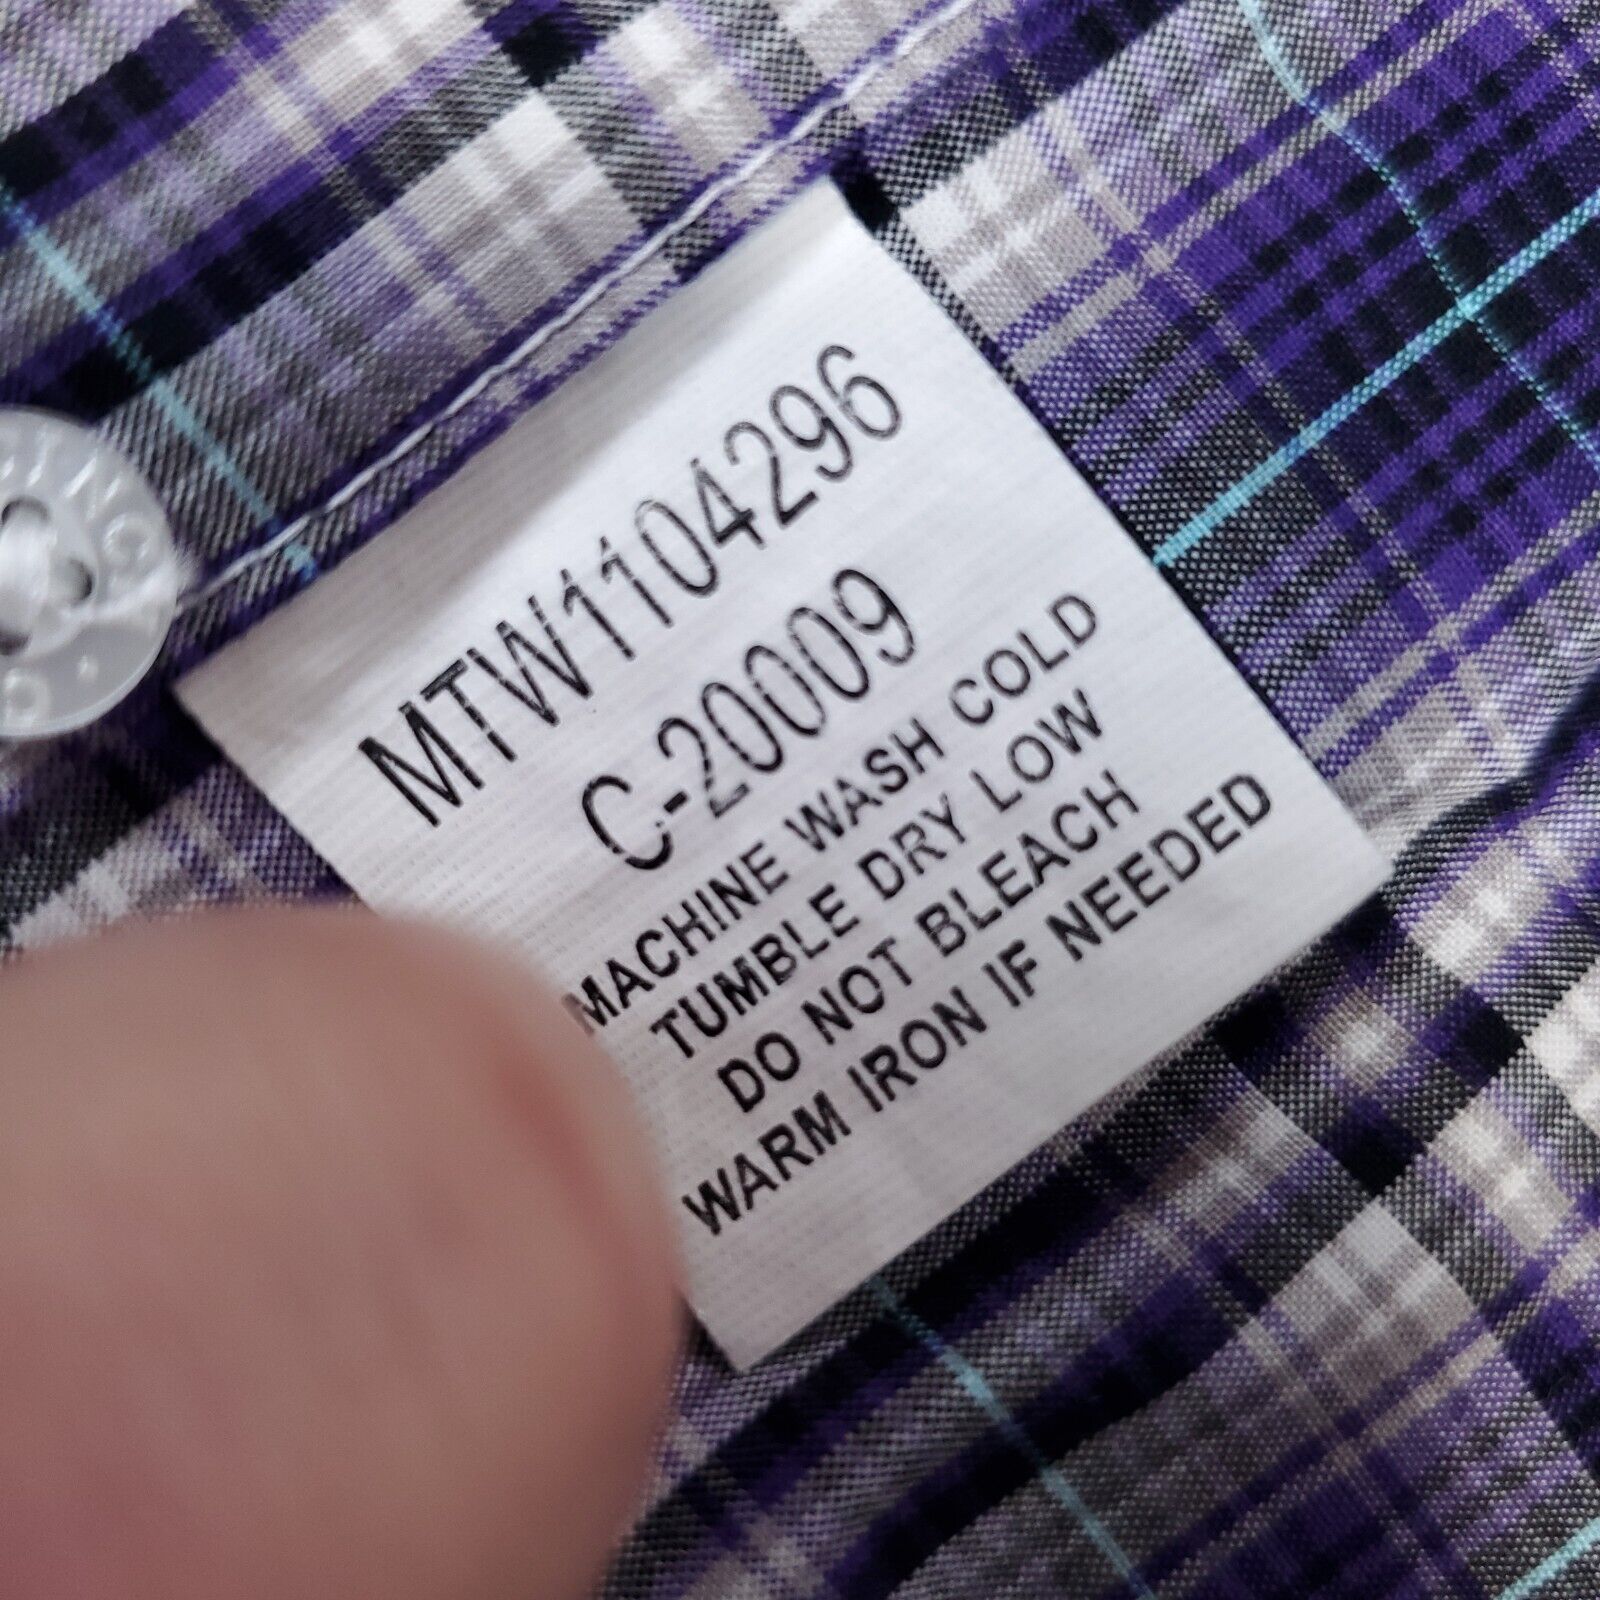 MTW1104296
C-20009
MACHINE WASH COLD
TUMBLE DRY LOW
DO NOT BLEACH
WARM IRON IF NEEDED